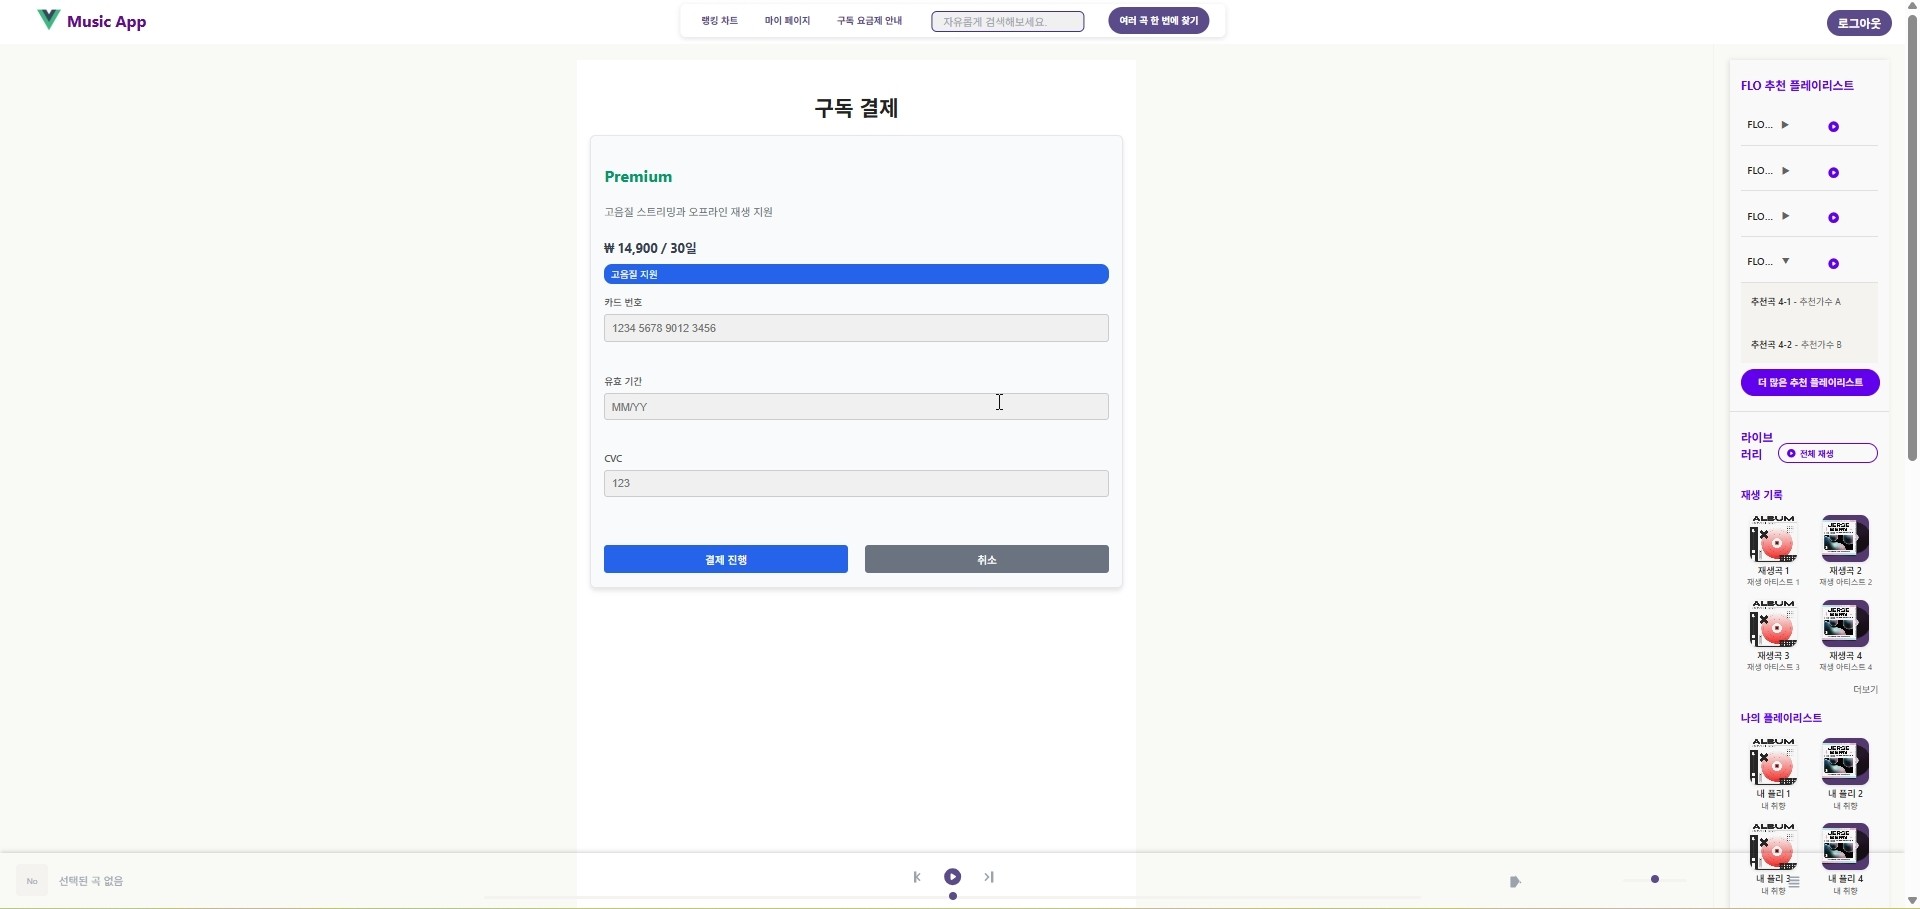 Music App
랭킹 차트
마이 페이지
구독 요금제 안내
자유롭게 검색해보세요.
여러 곡 한 번에 찾기
로그아웃
구독 결제
Premium
고음질 스트리밍과 오프라인 재생 지원
₩ 14,900 / 30일
고음질 지원
카드 번호
1234 5678 9012 3456
유효 기간
MM/YY
CVC
123
결제 진행
취소
FLO 추천 플레이리스트
FLO...
FLO...
FLO...
FLO...
추천곡 4-1 - 추천가수 A
추천곡 4-2 - 추천가수 B
더 많은 추천 플레이리스트
라이브
러리
전체 재생
재생 기록
ALBUM
재생곡 1
재생 아티스트 1
재생곡 2
재생 아티스트 2
ALBUM
재생곡 3
재생 아티스트 3
재생곡 4
재생 아티스트 4
더보기
나의 플레이리스트
ALBUM
내 플리 1
내 취향
내 플리 2
내 취향
ALBUM
내 플리 3
내 취향
내 플리 4
내 취향
No
선택된 곡 없음